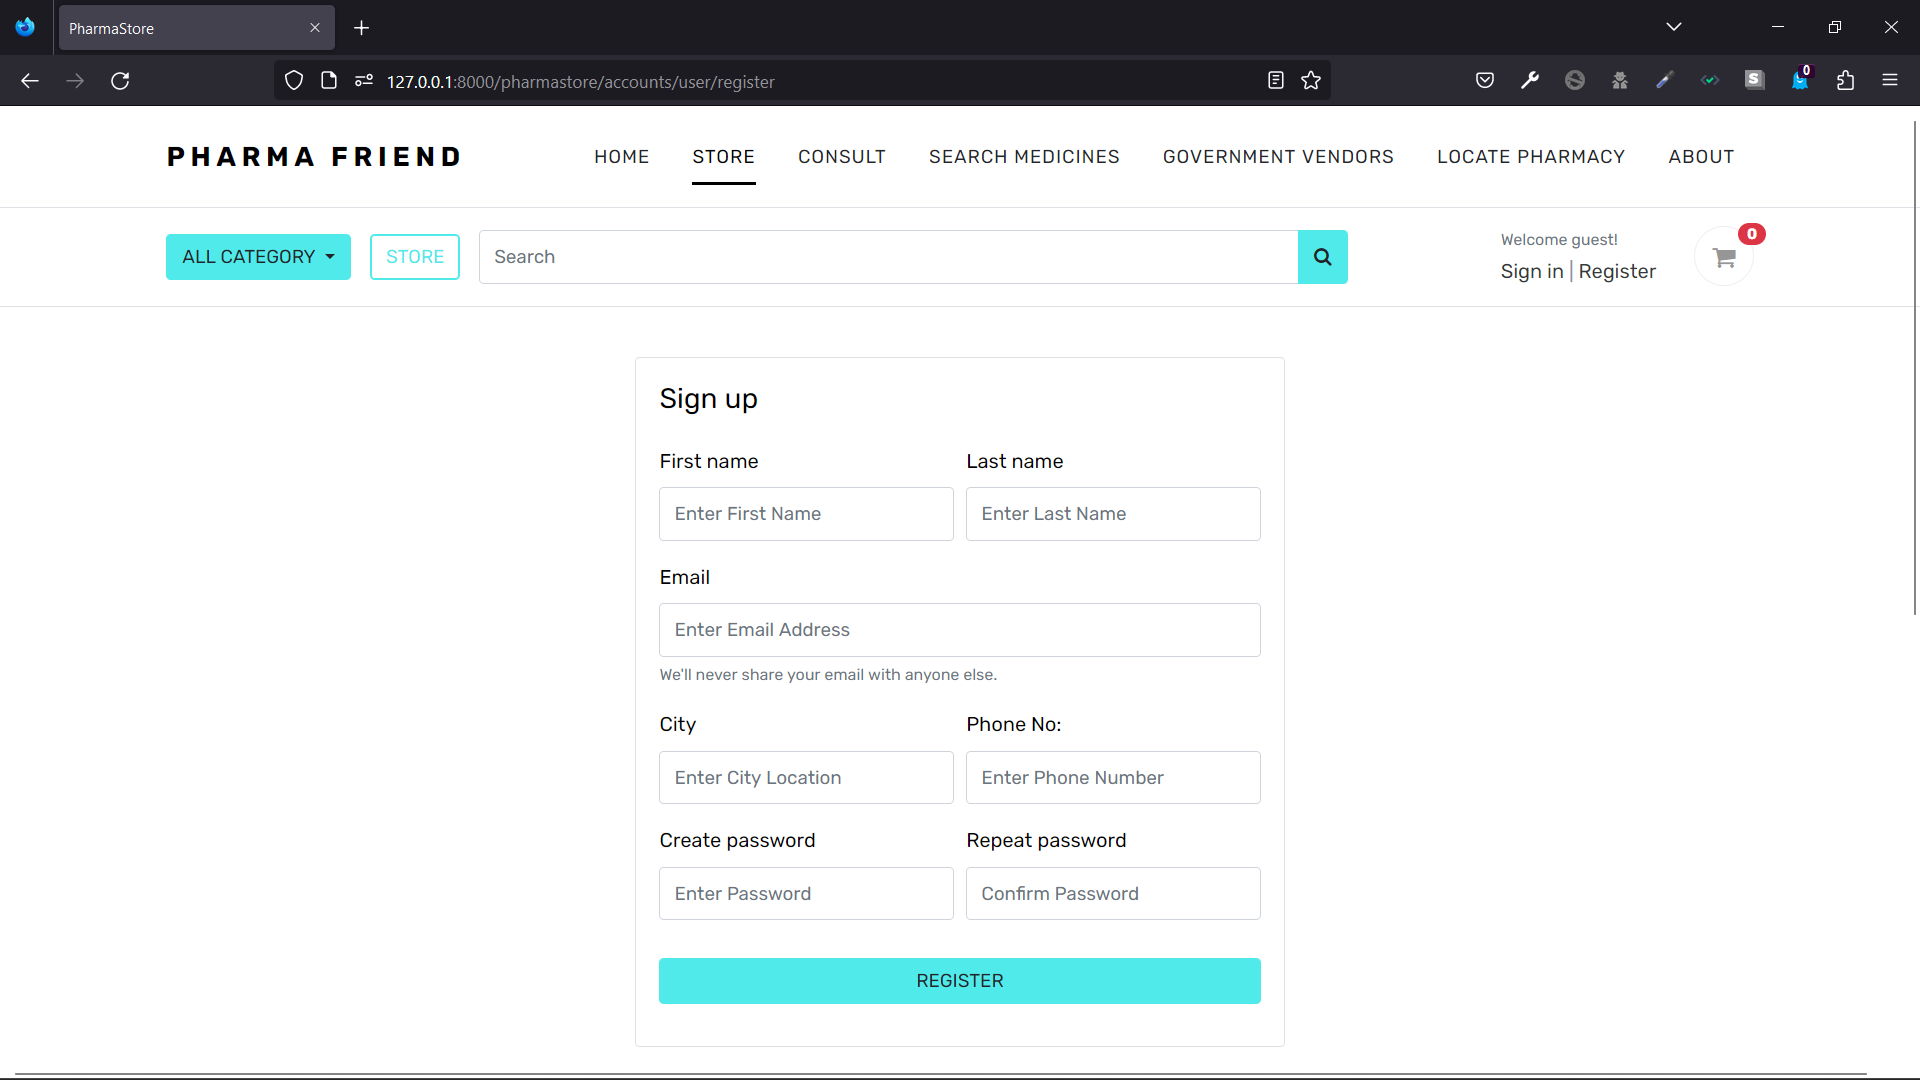 PharmaStore
127.0.0.1:8000/pharmastore/accounts/user/register
S
0
PHARMA FRIEND
HOME STORE CONSULT SEARCH MEDICINES GOVERNMENT VENDORS LOCATE PHARMACY ABOUT
ALL CATEGORY
STORE
Search
Welcome guest!
Sign in | Register
0
Sign up
First name Last name
Enter First Name Enter Last Name
Email
Enter Email Address
We'll never share your email with anyone else.
City Phone No:
Enter City Location Enter Phone Number
Create password Repeat password
Enter Password Confirm Password
REGISTER